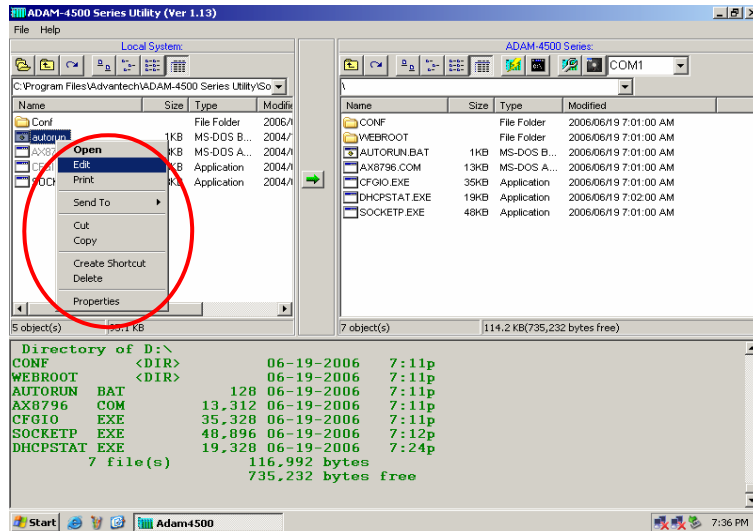 ADAM-4500 Series Utility (Ver 1.13)
File Help
Local System:
C:\Program Files\Advantech\ADAM-4500 Series Utility\So
Name Size Type Modifie
Conf File Folder 2006/
autorun 1KB MS-DOS B... 2004/
MS-DOS A... 2004/
Application 2004/
Application 2004/
Open
Edit
Print
Send To
Cut
Copy
Create Shortcut
Delete
Properties
5 object(s)
ADAM-4500 Series:
COM1
\
Name Size Type Modified
CONF File Folder 2006/06/19 7:01:00 AM
WEBROOT File Folder 2006/06/19 7:01:00 AM
AUTORUN.BAT 1KB MS-DOS B... 2006/06/19 7:01:00 AM
AX8796.COM 13KB MS-DOS A... 2006/06/19 7:01:00 AM
CFGIO.EXE 35KB Application 2006/06/19 7:01:00 AM
DHCPSTAT.EXE 19KB Application 2006/06/19 7:02:00 AM
SOCKETP.EXE 48KB Application 2006/06/19 7:01:00 AM
7 object(s) 114.2 KB(735,232 bytes free)
Directory of D:\
CONF <DIR> 06-19-2006 7:11p
WEBROOT <DIR> 06-19-2006 7:11p
AUTORUN BAT 128 06-19-2006 7:11p
AX8796 COM 13,312 06-19-2006 7:11p
CFGIO EXE 35,328 06-19-2006 7:11p
SOCKETP EXE 48,896 06-19-2006 7:12p
DHCPSTAT EXE 19,328 06-19-2006 7:24p
7 file(s) 116,992 bytes
735,232 bytes free
Start Adam4500 7:36 PM